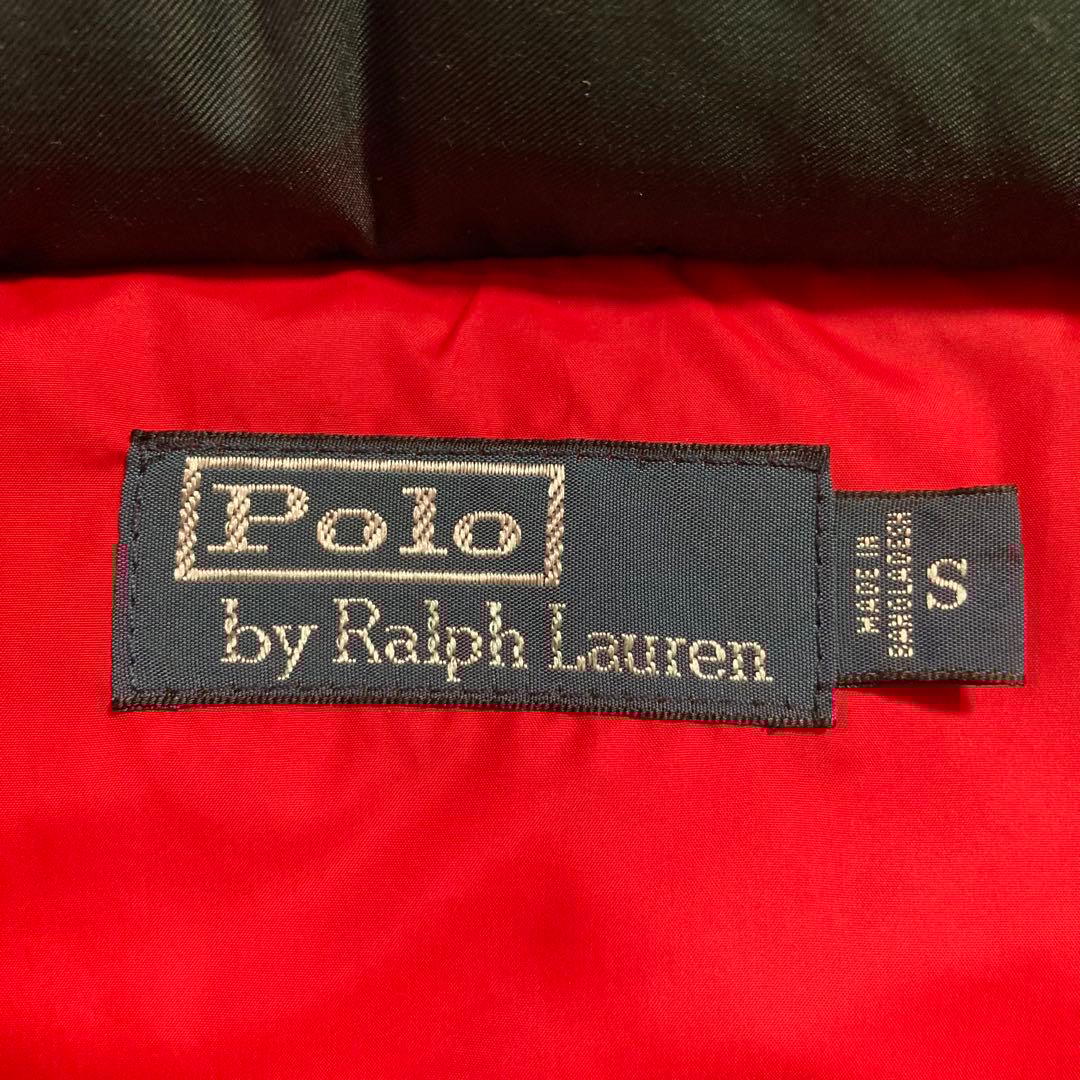 Polo
by Ralph Lauren
MADE IN
BANGLADESH
S